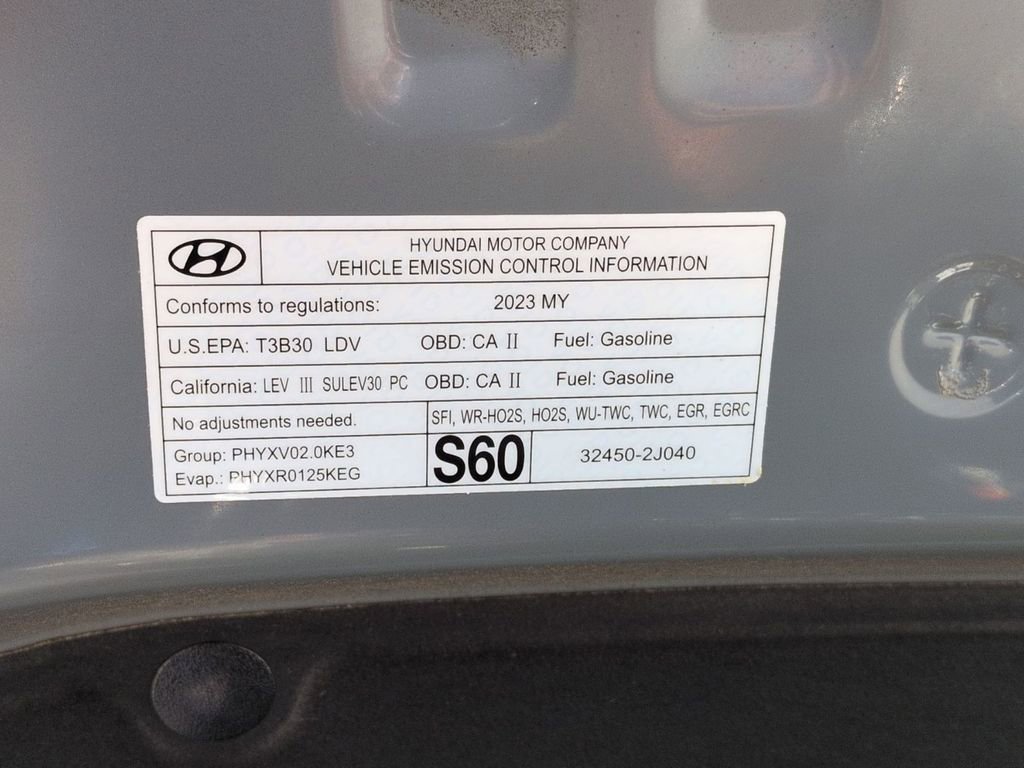 HYUNDAI MOTOR COMPANY
VEHICLE EMISSION CONTROL INFORMATION
Conforms to regulations: 2023 MY
U.S.EPA: T3B30 LDV OBD: CA II Fuel: Gasoline
California: LEV III SULEV30 PC OBD: CA II Fuel: Gasoline
No adjustments needed. SFI, WR-HO2S, HO2S, WU-TWC, TWC, EGR, EGRC
Group: PHYXV02.0KE3
Evap.: PHYXR0125KEG
S60
32450-2J040